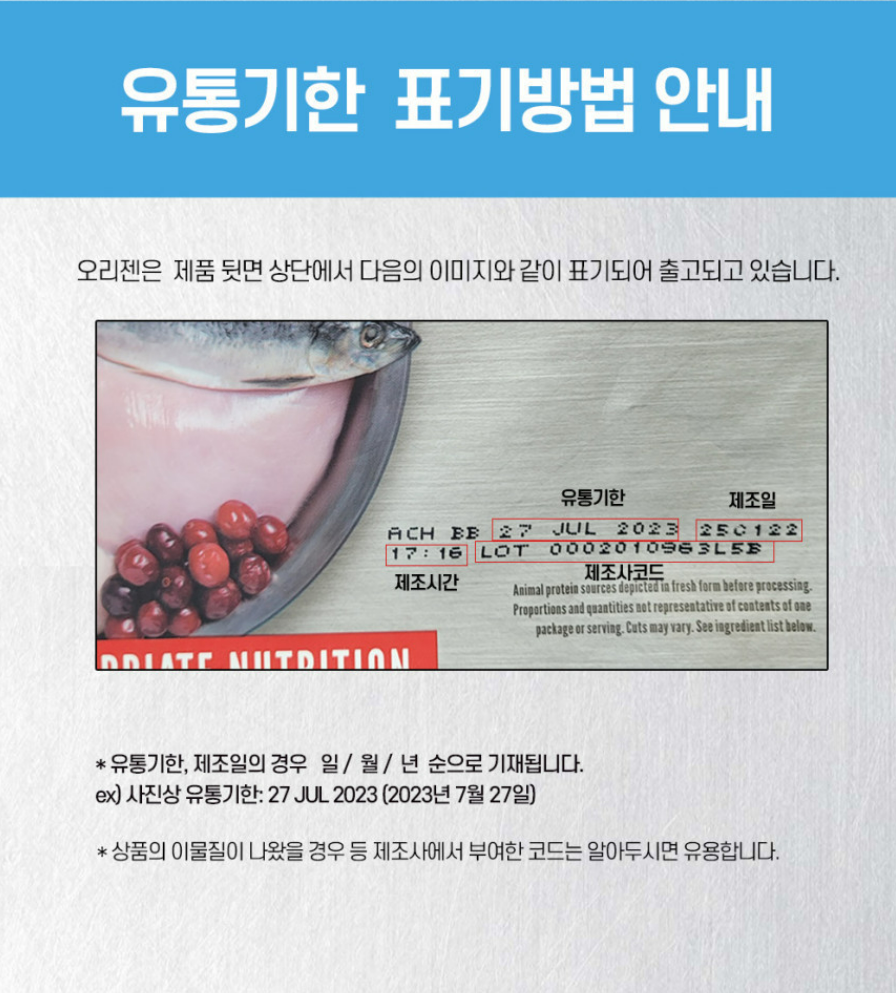 유통기한 표기방법 안내
오리젠은 제품 뒷면 상단에서 다음의 이미지와 같이 표기되어 출고되고 있습니다.
유통기한 제조일
ACH BB 27 JUL 2023 250122
17:16 LOT 0002010963L5B
제조시간 제조사코드
Animal protein sources depicted in fresh form before processing.
Proportions and quantities not representative of contents of one
package or serving. Cuts may vary. See ingredient list below.
PRIATE NUTRITION
* 유통기한, 제조일의 경우 일 / 월 / 년 순으로 기재됩니다.
ex) 사진상 유통기한: 27 JUL 2023 (2023년 7월 27일)
* 상품의 이물질이 나왔을 경우 등 제조사에서 부여한 코드는 알아두시면 유용합니다.